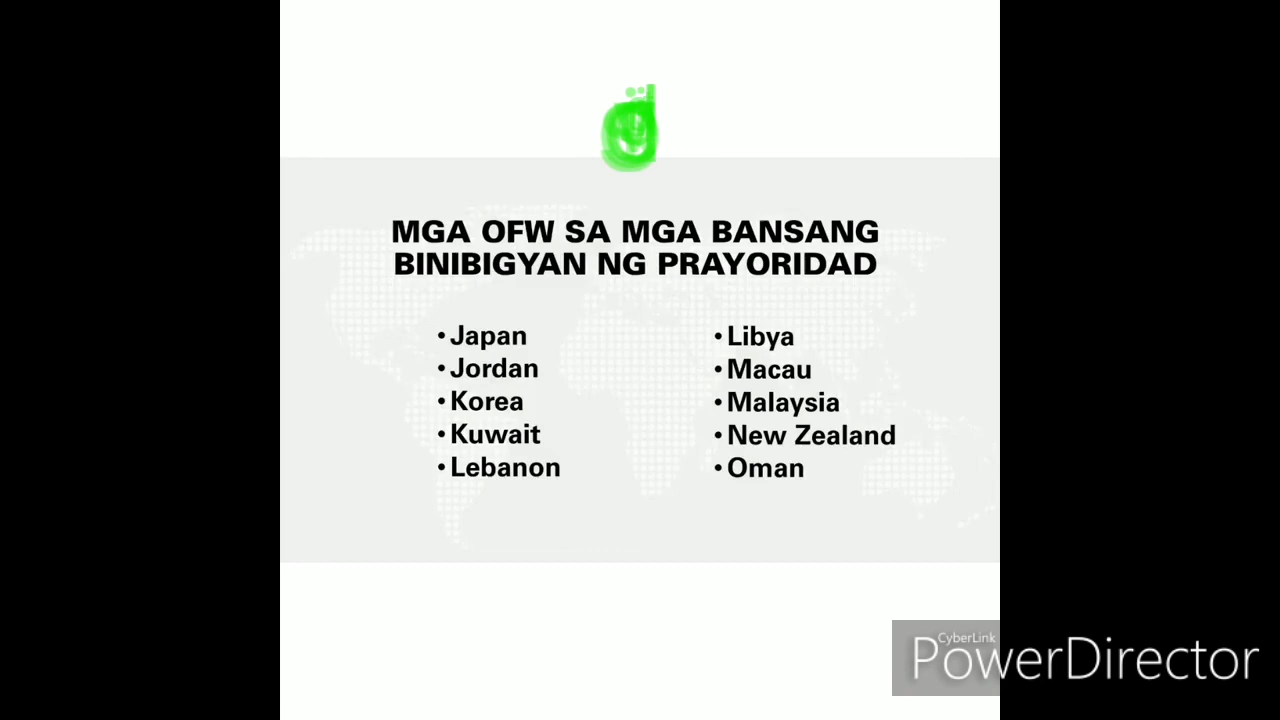 MGA OFW SA MGA BANSANG
BINIBIGYAN NG PRAYORIDAD
• Japan
• Jordan
• Korea
• Kuwait
• Lebanon
• Libya
• Macau
• Malaysia
• New Zealand
• Oman
CyberLink
PowerDirector